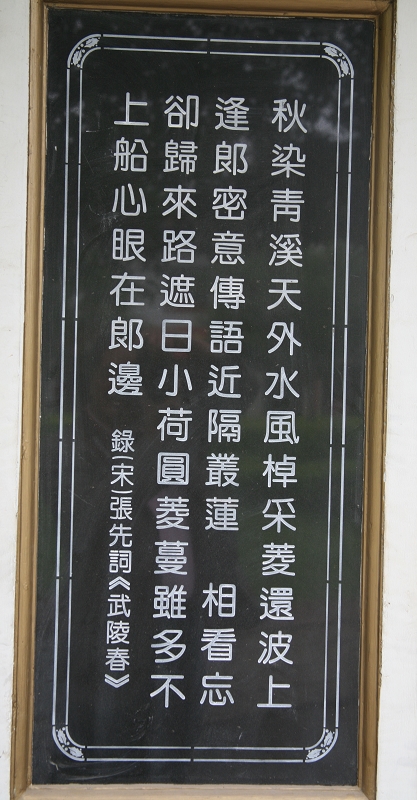 秋染青溪天外水風棹采菱還波上
逢郎密意傳語近隔叢蓮　相看忘
卻歸來路遮日小荷圓菱蔓雖多不
上船心眼在郎邊　錄(宋)張先詞《武陵春》